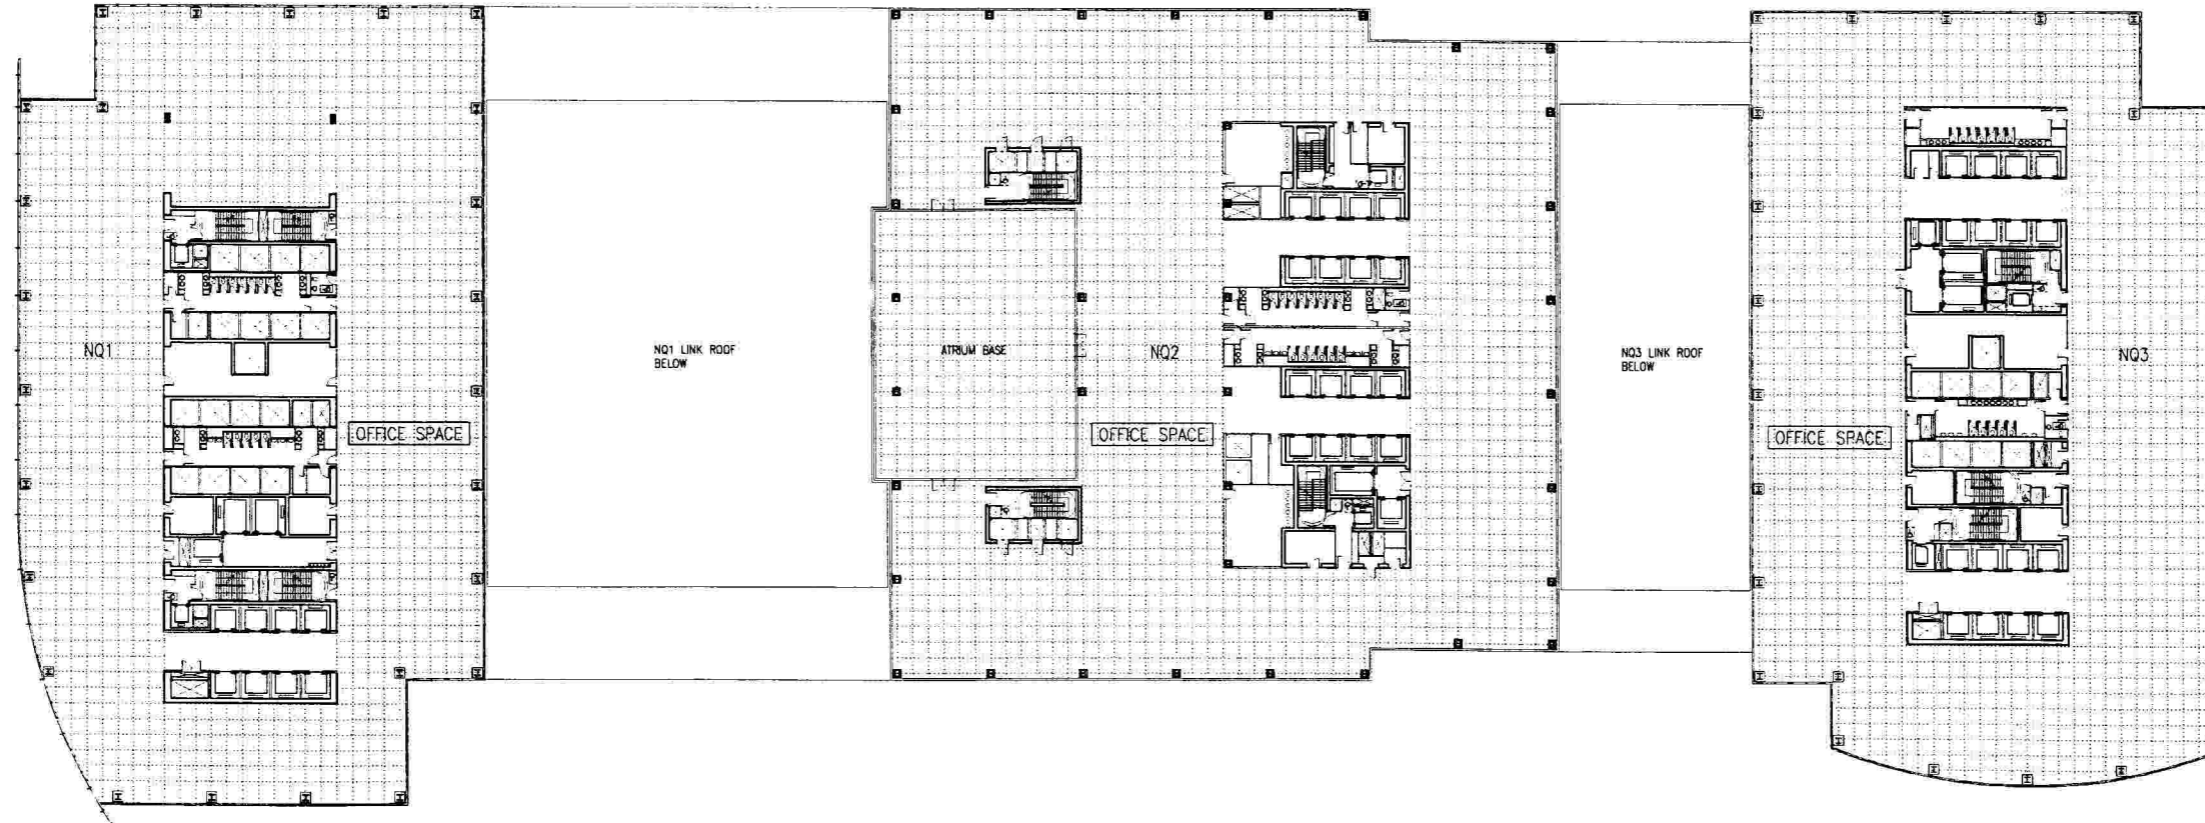 NQ1
OFFICE SPACE
NQ1 LINK ROOF
BELOW
ATRIUM BASE
NQ2
OFFICE SPACE
NQ3 LINK ROOF
BELOW
OFFICE SPACE
NQ3